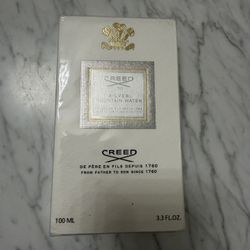 CREED
SILVER
MOUNTAIN WATER
CREED
DE PÈRE EN FILS DEPUIS 1760
FROM FATHER TO SON SINCE 1760
100 ML
3.3 FL.OZ.